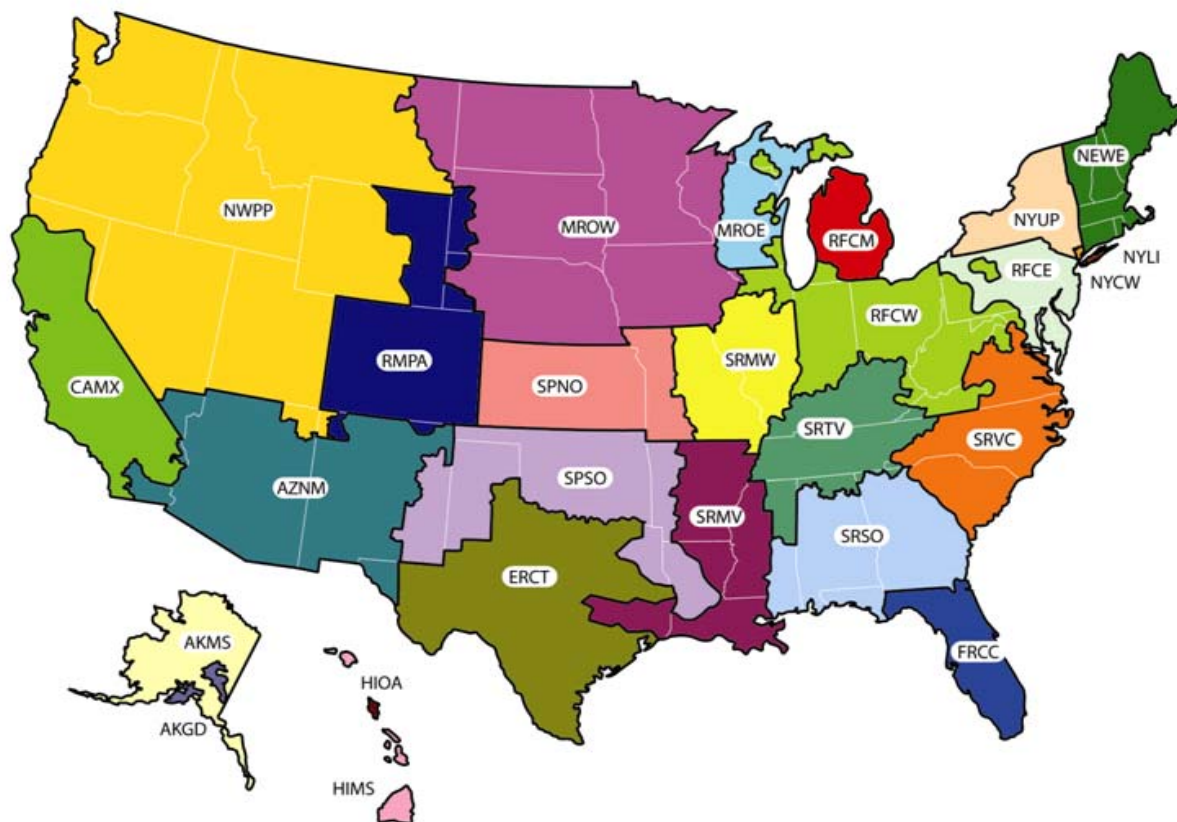 NEWE
NWPP
MROW
MROE
NYUP
RFCM
NYLI
RFCE
NYCW
RFCW
RMPA
SRMW
CAMX
SPNO
SRTV
SRVC
AZNM
SPSO
SRMV
SRSO
ERCT
AKMS
FRCC
HIOA
AKGD
HIMS